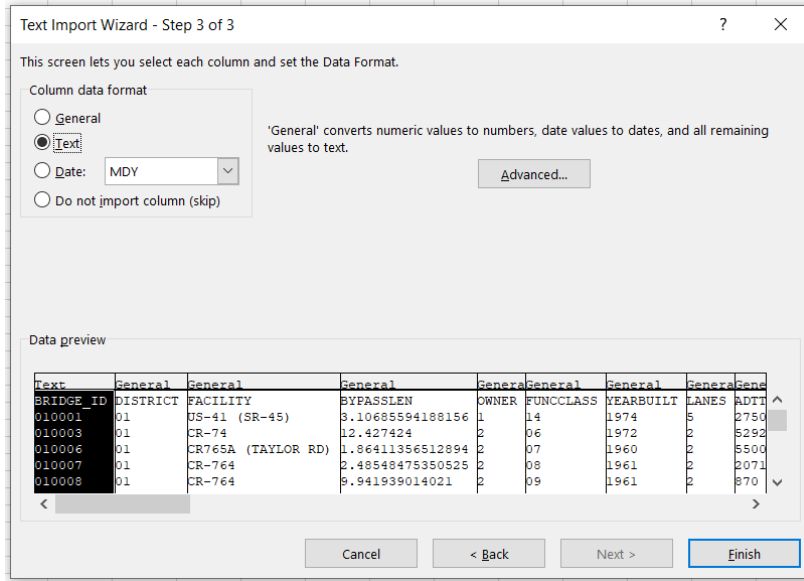 Text Import Wizard - Step 3 of 3 ? ×
This screen lets you select each column and set the Data Format.
Column data format
General
Text
Date: MDY
Do not import column (skip)
'General' converts numeric values to numbers, date values to dates, and all remaining
values to text.
Advanced...
Data preview
Text General General General GeneraGeneral General GeneraGene
BRIDGE_ID DISTRICT FACILITY BYPASSLEN OWNER FUNCCLASS YEARBUILT LANES ADTT
010001 01 US-41 (SR-45) 3.10685594188156 1 14 1974 5 2750
010003 01 CR-74 12.427424 2 06 1972 2 5292
010006 01 CR765A (TAYLOR RD) 1.86411356512894 2 07 1960 2 5500
010007 01 CR-764 2.48548475350525 2 08 1961 2 2071
010008 01 CR-764 9.941939014021 2 09 1961 2 870
Cancel < Back Next > Finish